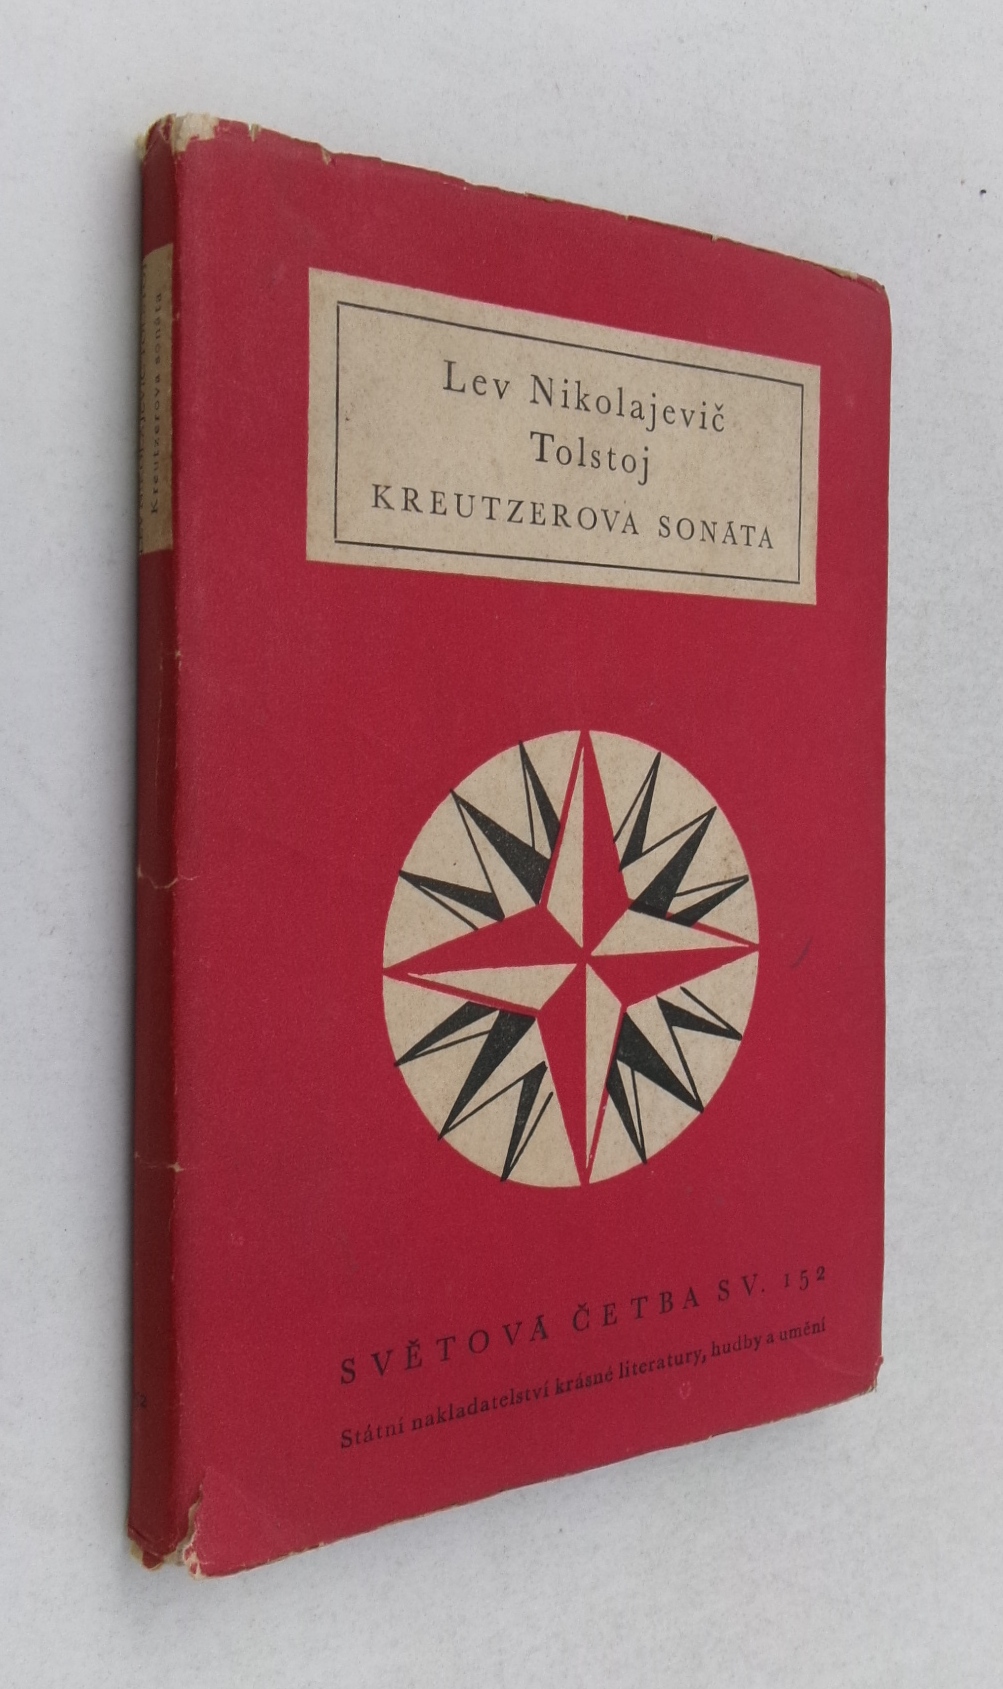 Lev Nikolajevič
Tolstoj
KREUTZEROVA SONÁTA
SVĚTOVÁ ČETBA SV. 152
Státní nakladatelství krásné literatury, hudby a umění
Kreutzerova sonáta